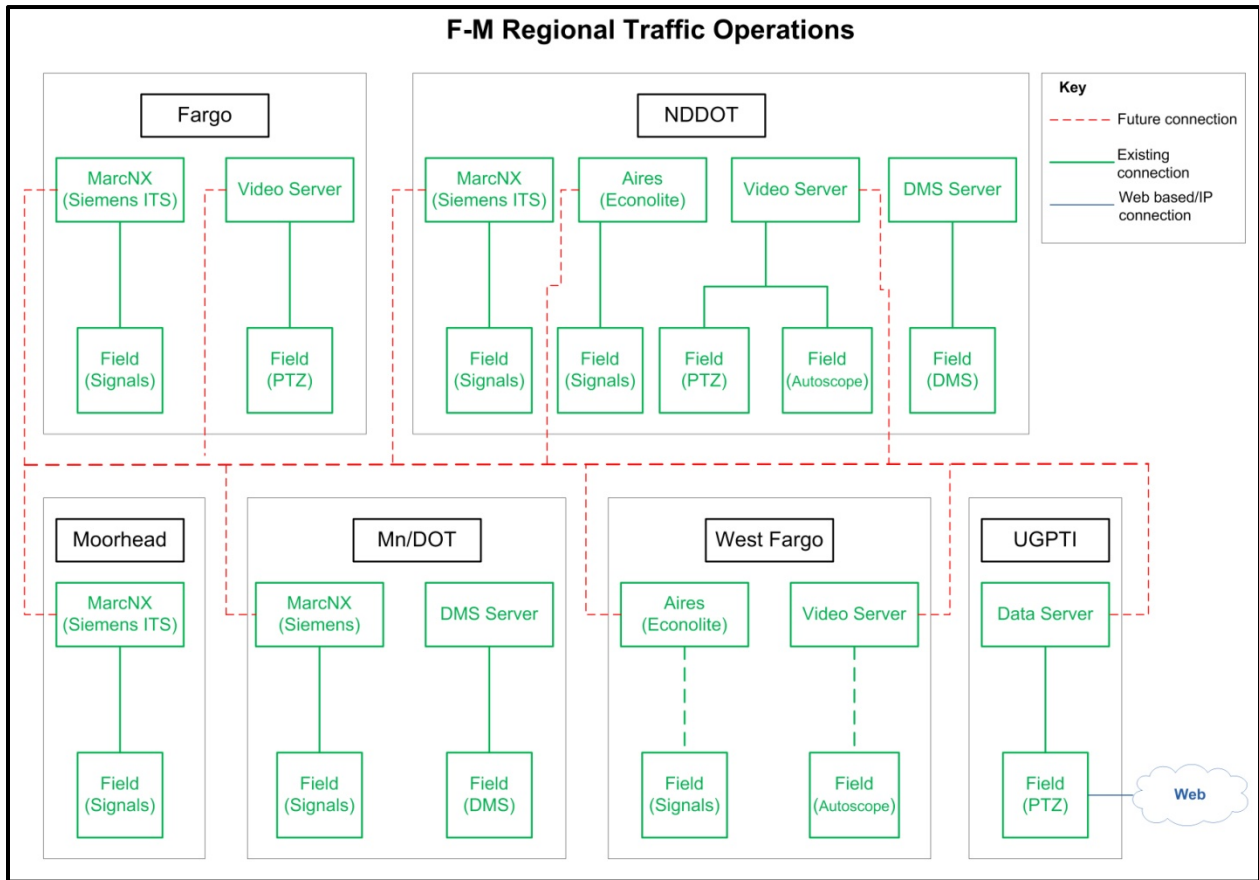 F-M Regional Traffic Operations
Key
Future connection
Existing
connection
Web based/IP
connection
Fargo
MarcNX
(Siemens ITS)
Video Server
Field
(Signals)
Field
(PTZ)
NDDOT
MarcNX
(Siemens ITS)
Aires
(Econolite)
Video Server
DMS Server
Field
(Signals)
Field
(Signals)
Field
(PTZ)
Field
(Autoscope)
Field
(DMS)
Moorhead
MarcNX
(Siemens ITS)
Field
(Signals)
Mn/DOT
MarcNX
(Siemens)
DMS Server
Field
(Signals)
Field
(DMS)
West Fargo
Aires
(Econolite)
Video Server
Field
(Signals)
Field
(Autoscope)
UGPTI
Data Server
Field
(PTZ)
Web